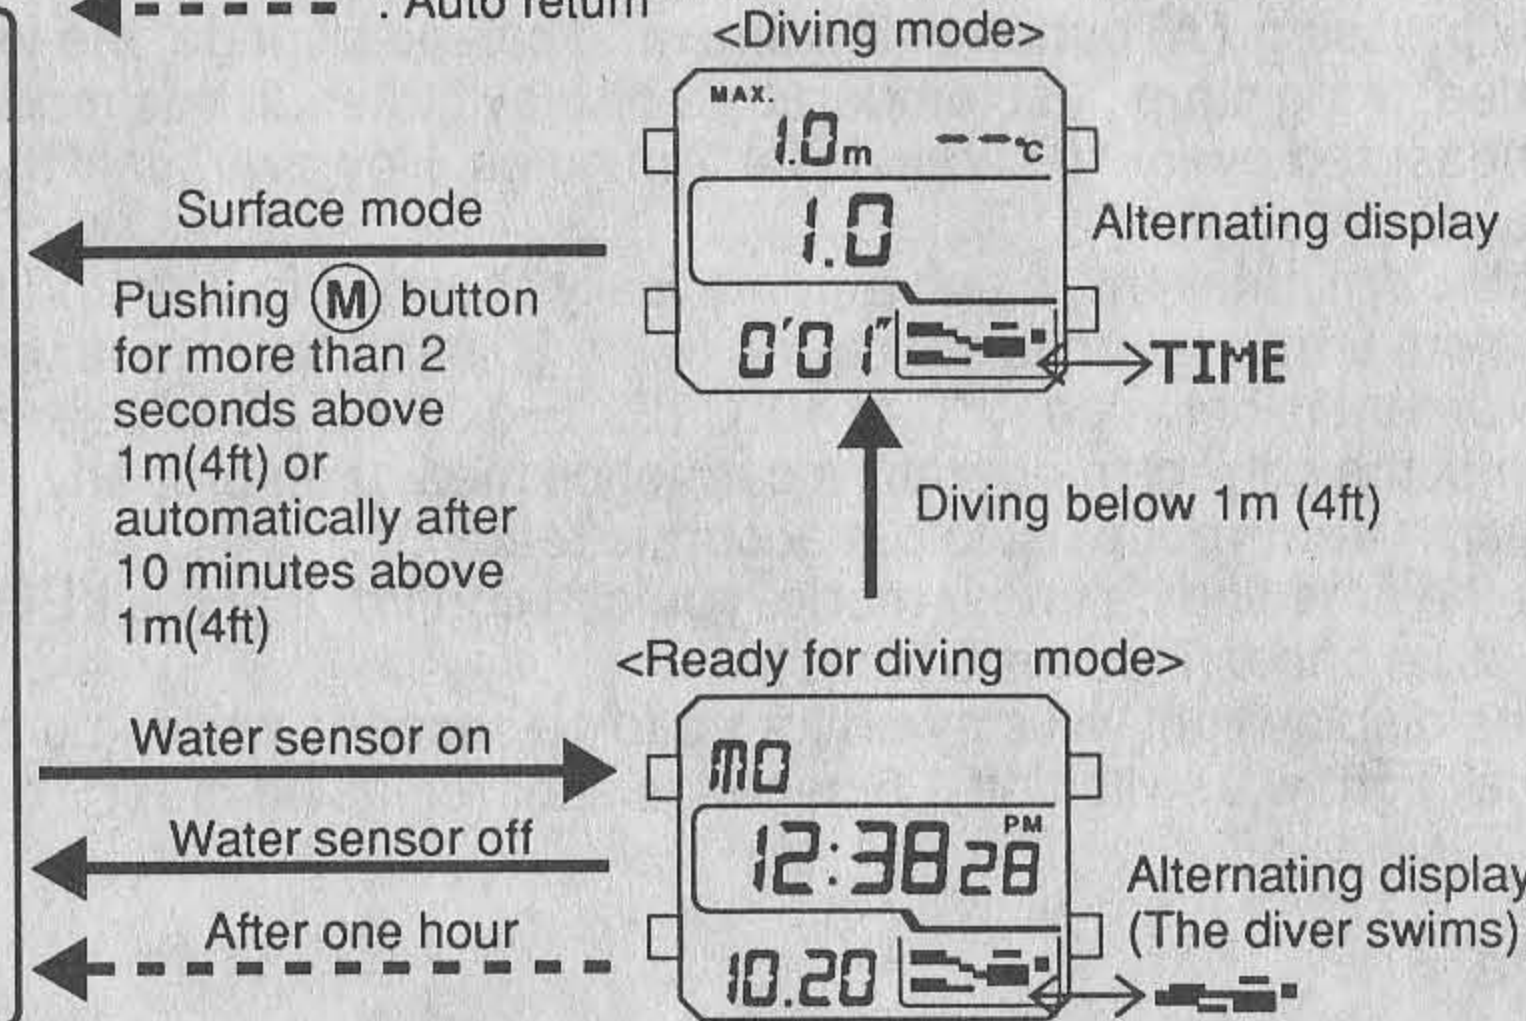 : Auto return
<Diving mode>
MAX.
1.0m --°C
1.0
0'01"
Alternating display
TIME
Surface mode
Pushing (M) button
for more than 2
seconds above
1m(4ft) or
automatically after
10 minutes above
1m(4ft)
Diving below 1m (4ft)
<Ready for diving mode>
Water sensor on
Water sensor off
After one hour
MO
PM
12:38 28
10.20
Alternating display
(The diver swims)